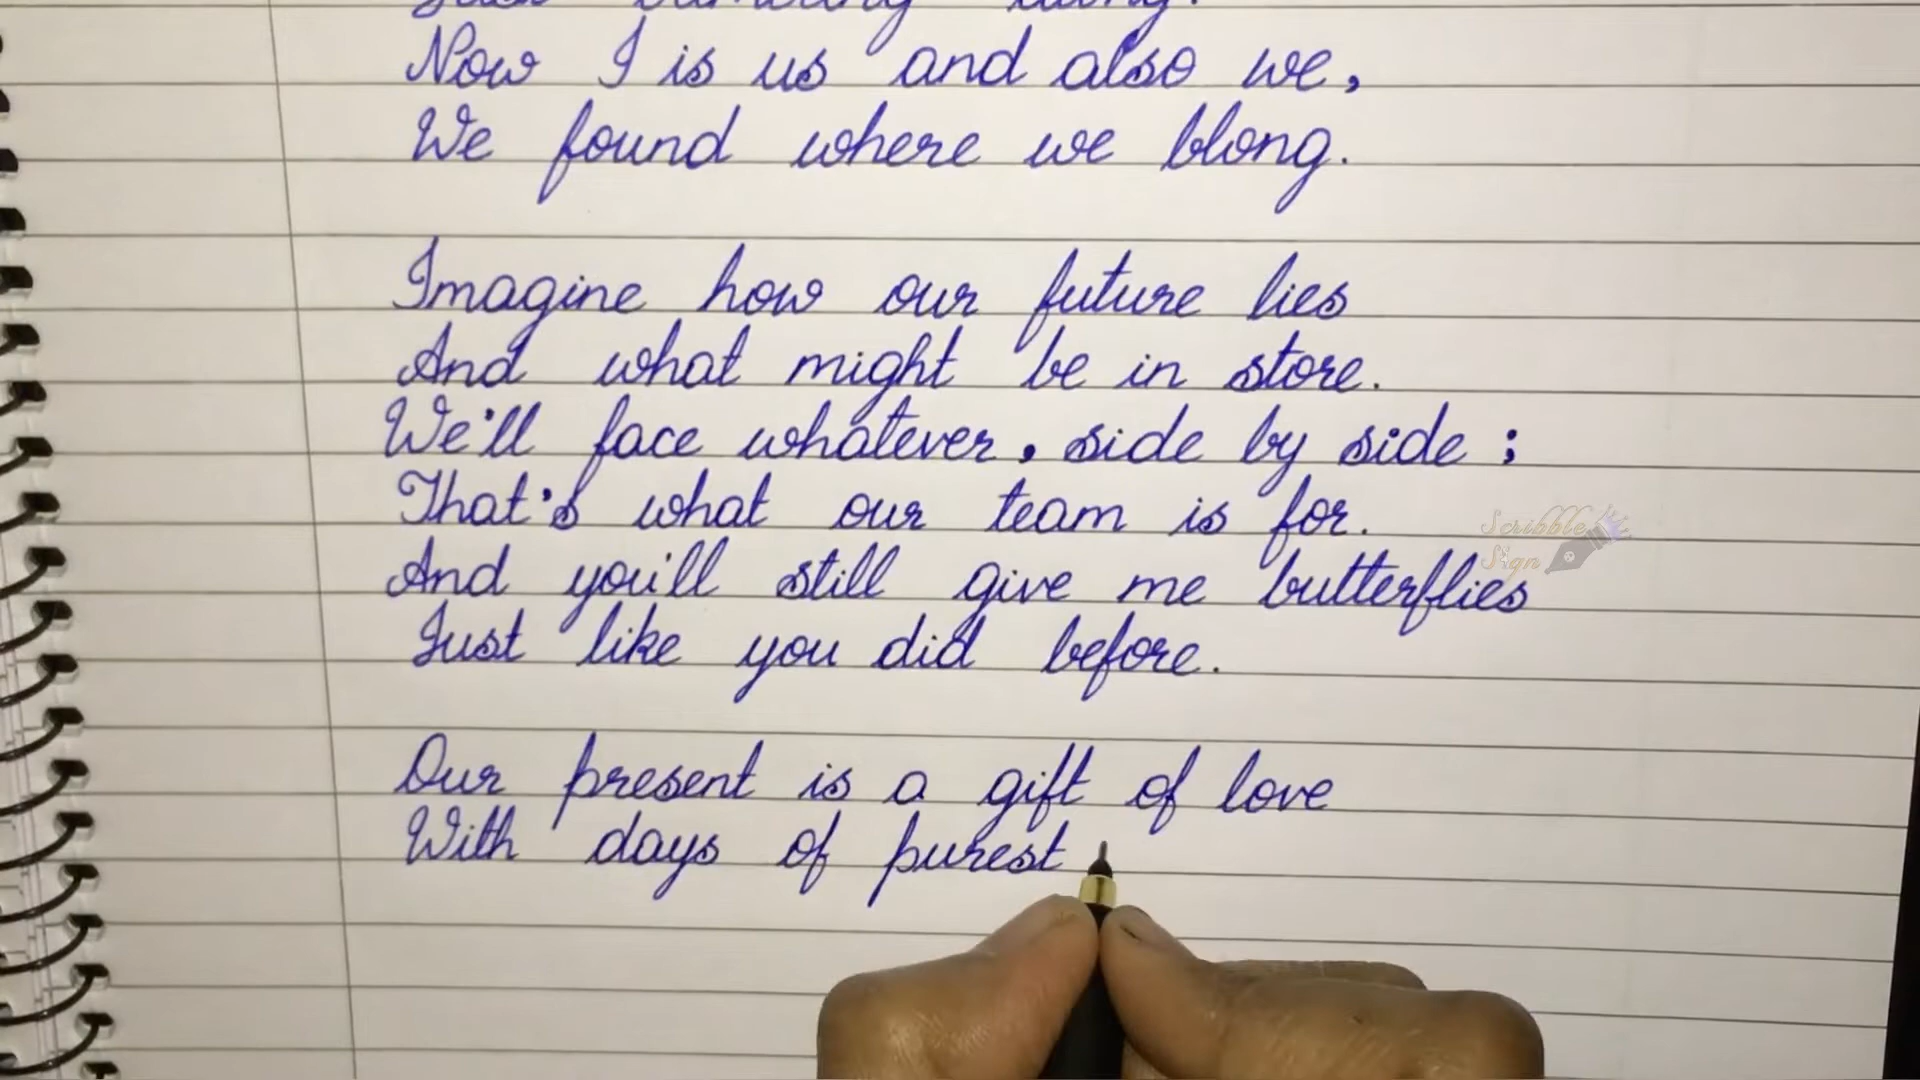 Now I is us and also we,
We found where we blong.
Imagine how our future lies
And what might be in store.
We'll face whatever, side by side;
That's what our team is for.
And you'll still give me butterflies
Just like you did before.
Our present is a gift of love
With days of purest
Scribble
Sign